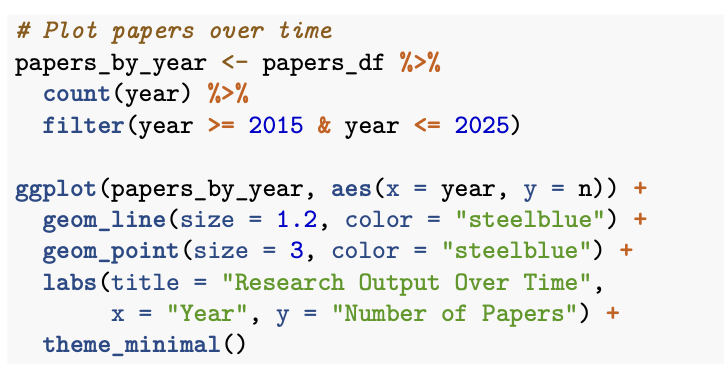 # Plot papers over time
papers_by_year <- papers_df %>%
  count(year) %>%
  filter(year >= 2015 & year <= 2025)

ggplot(papers_by_year, aes(x = year, y = n)) +
  geom_line(size = 1.2, color = "steelblue") +
  geom_point(size = 3, color = "steelblue") +
  labs(title = "Research Output Over Time",
       x = "Year", y = "Number of Papers") +
  theme_minimal()